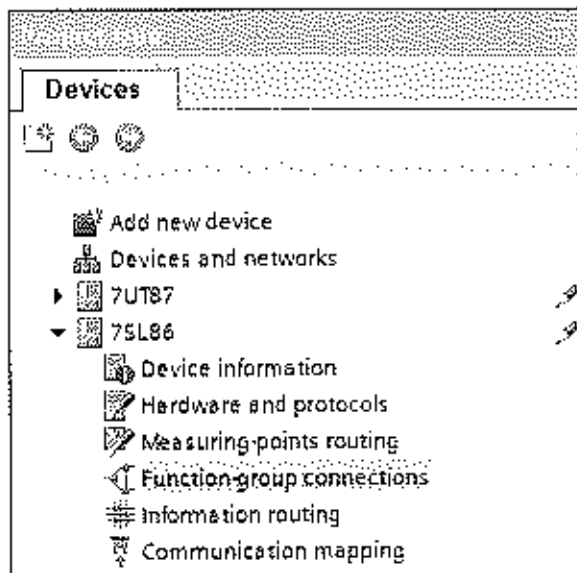 Devices
Add new device
Devices and networks
7UT87
7SL86
Device information
Hardware and protocols
Measuring-points routing
Function-group connections
Information routing
Communication mapping